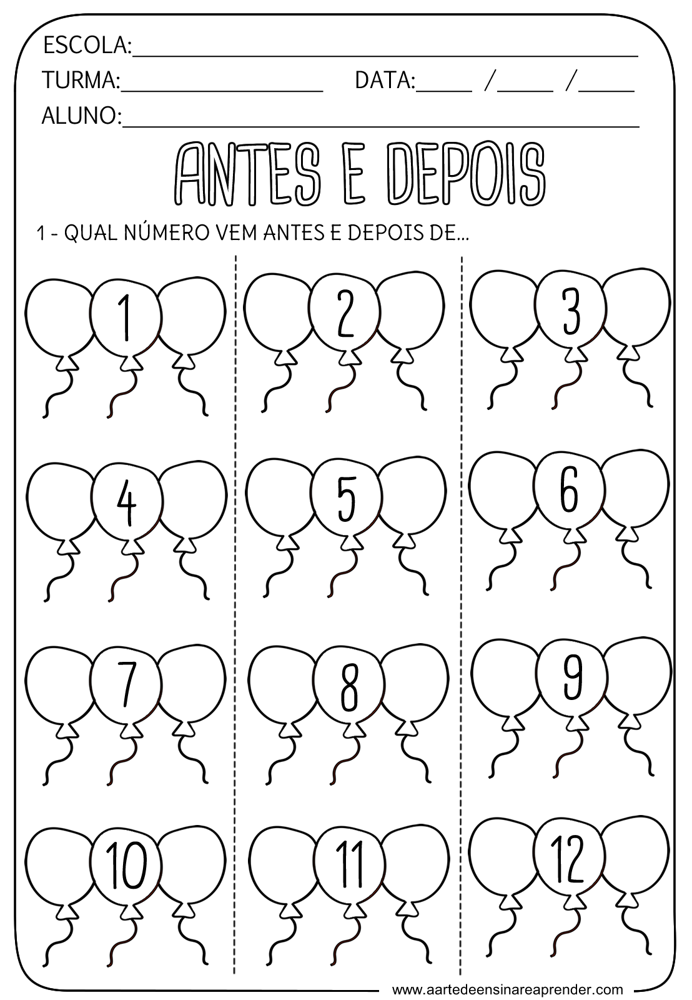 ESCOLA:
TURMA: DATA: / /
ALUNO:
ANTES E DEPOIS
1 - QUAL NÚMERO VEM ANTES E DEPOIS DE...
1 2 3
4 5 6
7 8 9
10 11 12
www.aartedeensinareaprender.com